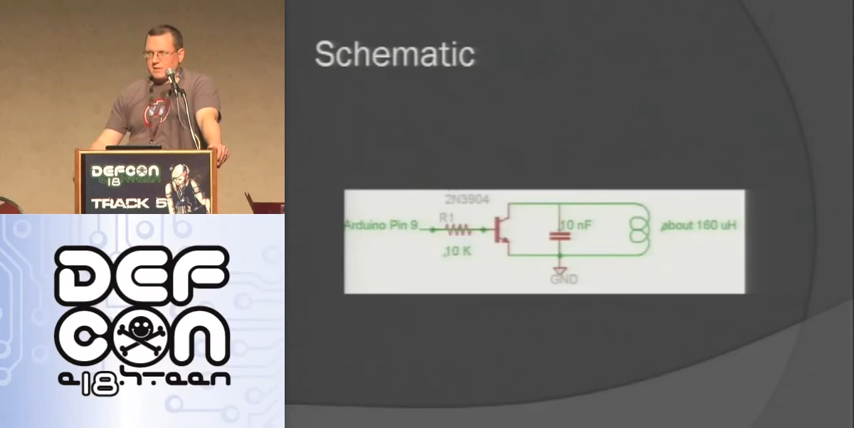 DEFCON
18
TRACK 5
DEF
CON
e18hteen
Schematic
2N3904
Arduino Pin 9
R1
10 K
10 nF
about 160 uH
GND